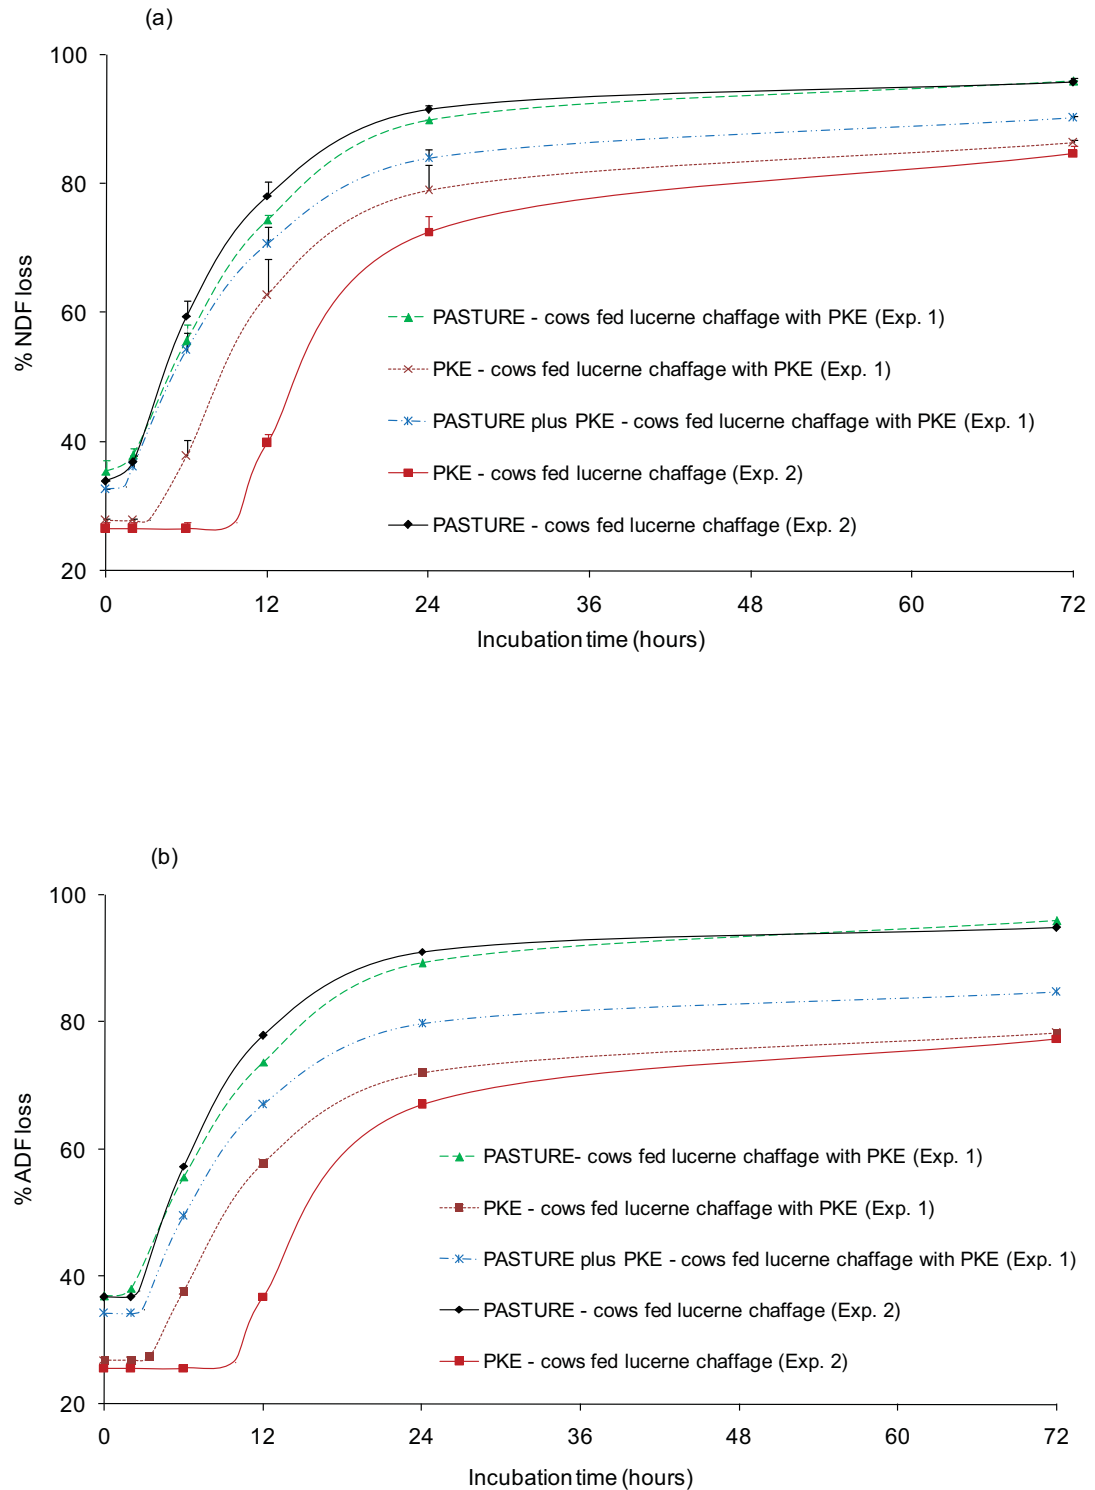 (a)
100
80
60
40
20
% NDF loss
PASTURE - cows fed lucerne chaffage with PKE (Exp. 1)
PKE - cows fed lucerne chaffage with PKE (Exp. 1)
PASTURE plus PKE - cows fed lucerne chaffage with PKE (Exp. 1)
PKE - cows fed lucerne chaffage (Exp. 2)
PASTURE - cows fed lucerne chaffage (Exp. 2)
0 12 24 36 48 60 72
Incubation time (hours)
(b)
100
80
60
40
20
% ADF loss
PASTURE- cows fed lucerne chaffage with PKE (Exp. 1)
PKE - cows fed lucerne chaffage with PKE (Exp. 1)
PASTURE plus PKE - cows fed lucerne chaffage with PKE (Exp. 1)
PASTURE - cows fed lucerne chaffage (Exp. 2)
PKE - cows fed lucerne chaffage (Exp. 2)
0 12 24 36 48 60 72
Incubation time (hours)